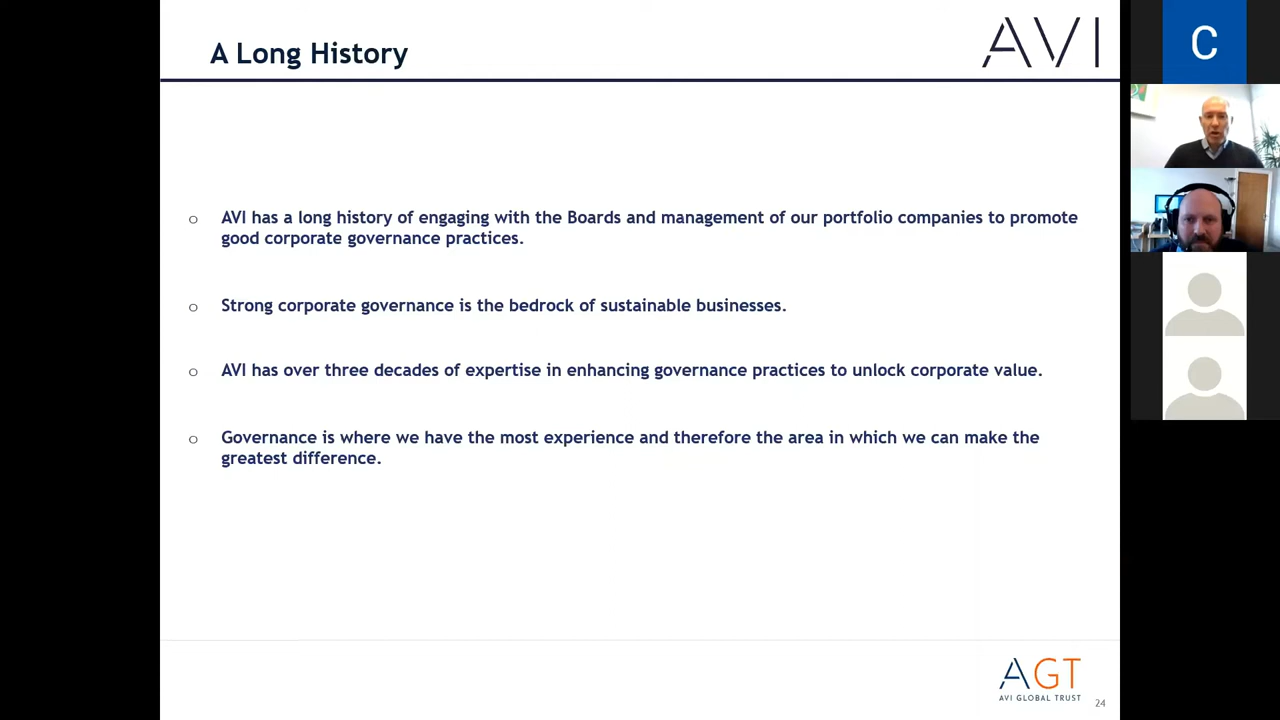 A Long History
AVI
C
o AVI has a long history of engaging with the Boards and management of our portfolio companies to promote
good corporate governance practices.
o Strong corporate governance is the bedrock of sustainable businesses.
o AVI has over three decades of expertise in enhancing governance practices to unlock corporate value.
o Governance is where we have the most experience and therefore the area in which we can make the
greatest difference.
AGT
AVI GLOBAL TRUST
24